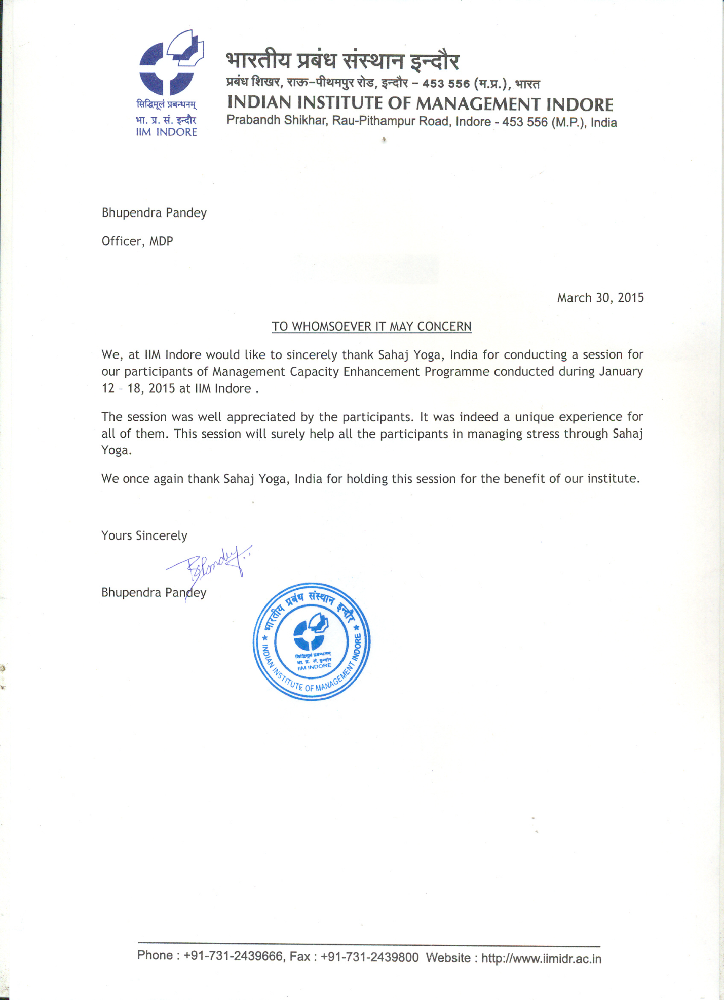 भारतीय प्रबंध संस्थान इन्दौर
प्रबंध शिखर, राऊ-पीथमपुर रोड, इन्दौर - 453 556 (म.प्र.), भारत
INDIAN INSTITUTE OF MANAGEMENT INDORE
Prabandh Shikhar, Rau-Pithampur Road, Indore - 453 556 (M.P.), India
सिद्धिमूलं प्रबन्धनम्
भा. प्र. सं. इन्दौर
IIM INDORE
Bhupendra Pandey
Officer, MDP
March 30, 2015
TO WHOMSOEVER IT MAY CONCERN
We, at IIM Indore would like to sincerely thank Sahaj Yoga, India for conducting a session for
our participants of Management Capacity Enhancement Programme conducted during January
12 - 18, 2015 at IIM Indore .
The session was well appreciated by the participants. It was indeed a unique experience for
all of them. This session will surely help all the participants in managing stress through Sahaj
Yoga.
We once again thank Sahaj Yoga, India for holding this session for the benefit of our institute.
Yours Sincerely
BPandey
Bhupendra Pandey
भारतीय प्रबंध संस्थान इन्दौर
सिद्धिमूलं प्रबन्धनम्
भा. प्र. सं. इन्दौर
IIM INDORE
INDIAN INSTITUTE OF MANAGEMENT INDORE
Phone : +91-731-2439666, Fax : +91-731-2439800 Website : http://www.iimidr.ac.in